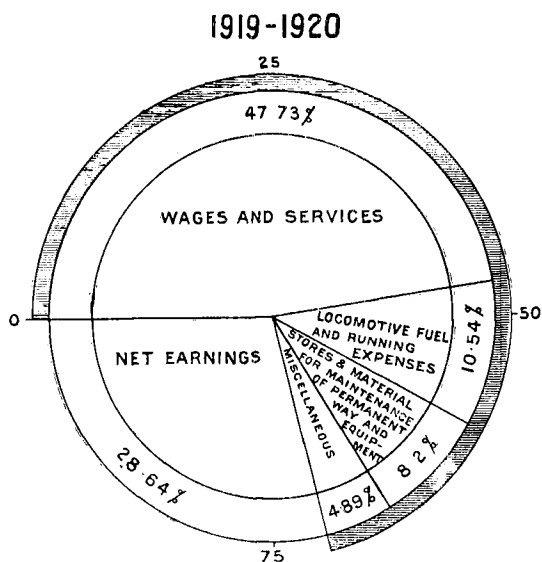 1919-1920
25
47 73%
WAGES AND SERVICES
0
50
LOCOMOTIVE FUEL
AND RUNNING
EXPENSES
10·54%
STORES & MATERIAL
FOR MAINTENANCE
OF PERMANENT
WAY AND
EQUIP-
MENT
8 2%
MISCELLANEOUS
4·89%
NET EARNINGS
28·64%
75